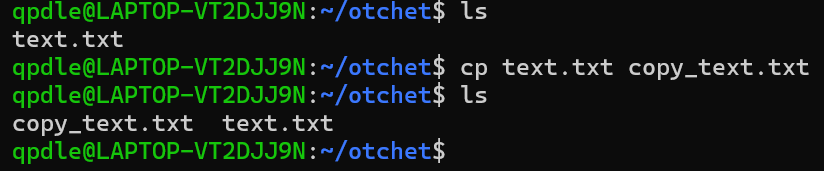 qpdle@LAPTOP-VT2DJJ9N:~/otchet$ ls
text.txt
qpdle@LAPTOP-VT2DJJ9N:~/otchet$ cp text.txt copy_text.txt
qpdle@LAPTOP-VT2DJJ9N:~/otchet$ ls
copy_text.txt  text.txt
qpdle@LAPTOP-VT2DJJ9N:~/otchet$